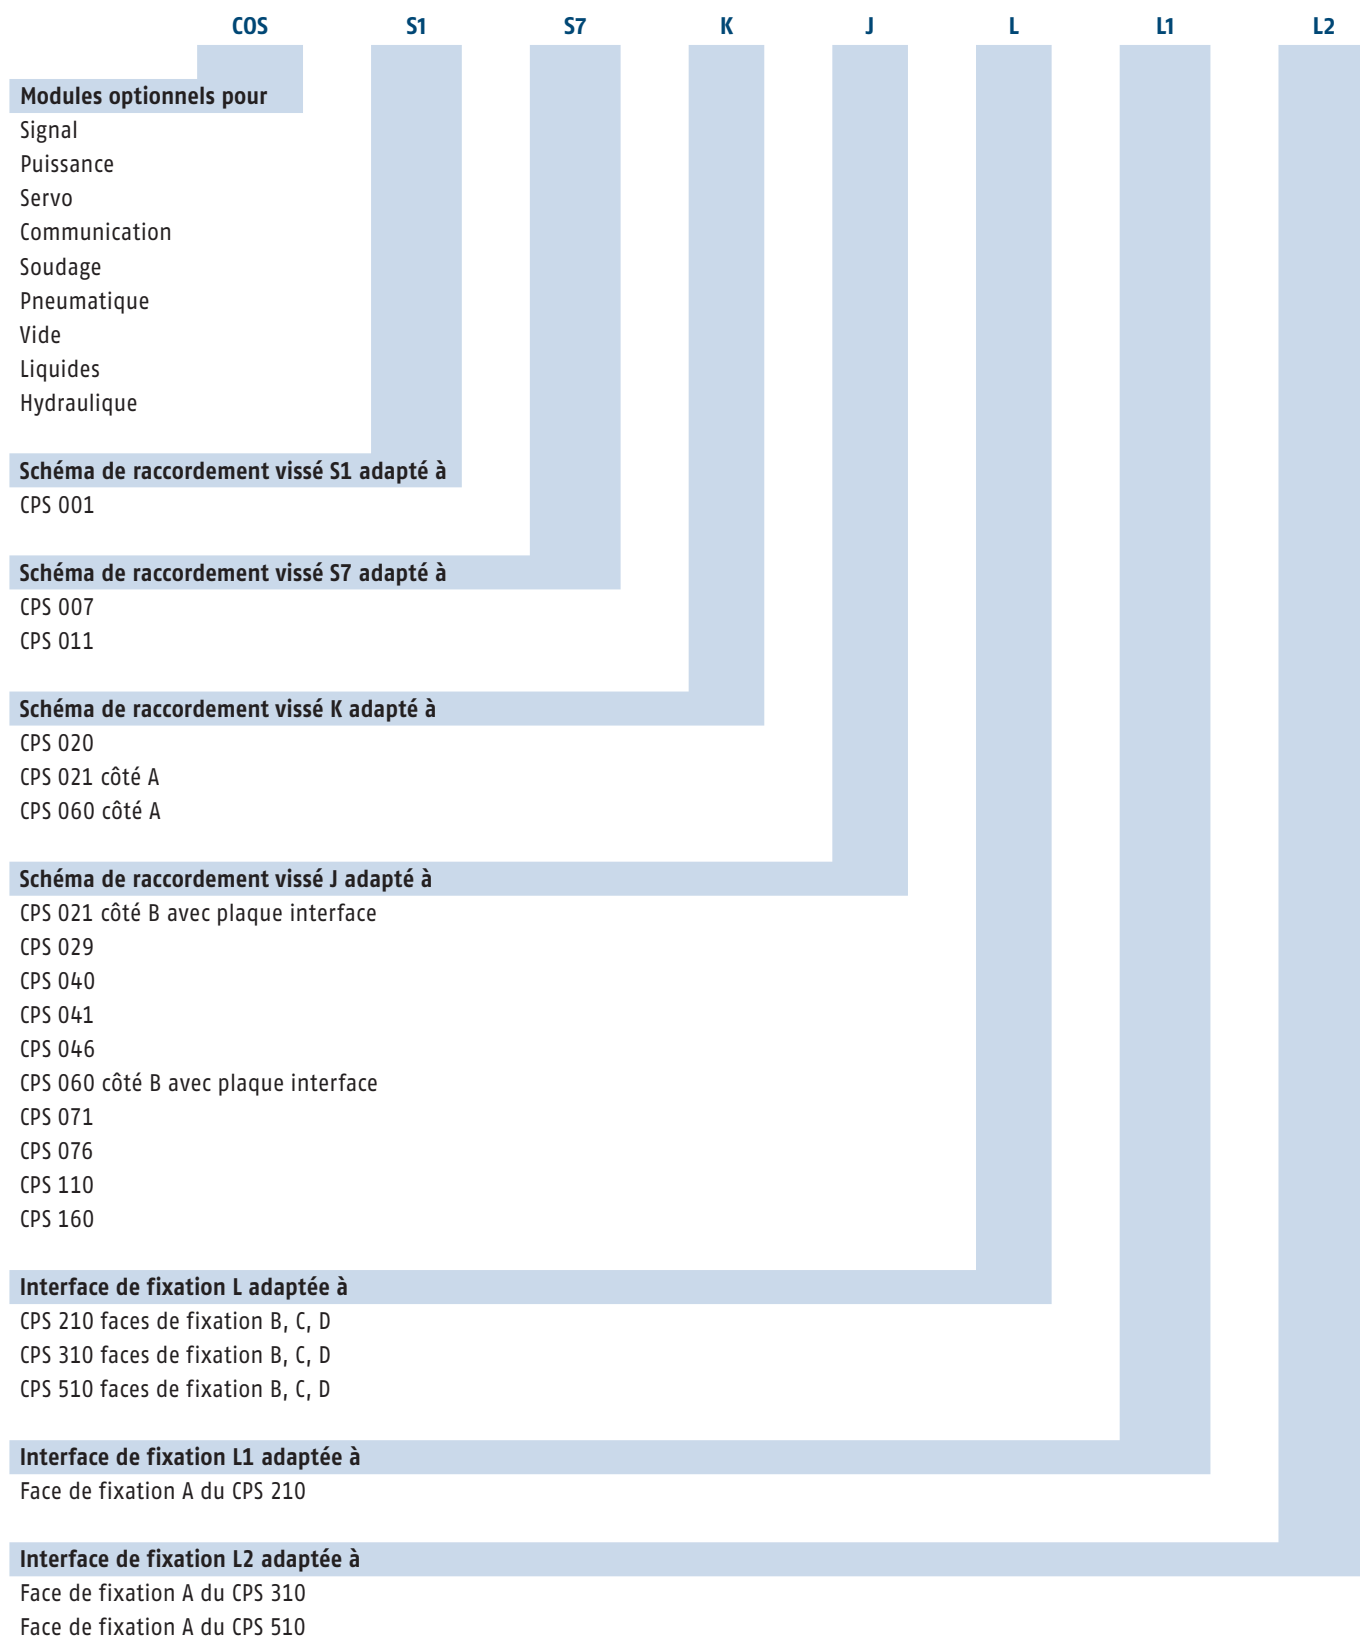 COS S1 S7 K J L L1 L2
Modules optionnels pour
Signal
Puissance
Servo
Communication
Soudage
Pneumatique
Vide
Liquides
Hydraulique
Schéma de raccordement vissé S1 adapté à
CPS 001
Schéma de raccordement vissé S7 adapté à
CPS 007
CPS 011
Schéma de raccordement vissé K adapté à
CPS 020
CPS 021 côté A
CPS 060 côté A
Schéma de raccordement vissé J adapté à
CPS 021 côté B avec plaque interface
CPS 029
CPS 040
CPS 041
CPS 046
CPS 060 côté B avec plaque interface
CPS 071
CPS 076
CPS 110
CPS 160
Interface de fixation L adaptée à
CPS 210 faces de fixation B, C, D
CPS 310 faces de fixation B, C, D
CPS 510 faces de fixation B, C, D
Interface de fixation L1 adaptée à
Face de fixation A du CPS 210
Interface de fixation L2 adaptée à
Face de fixation A du CPS 310
Face de fixation A du CPS 510